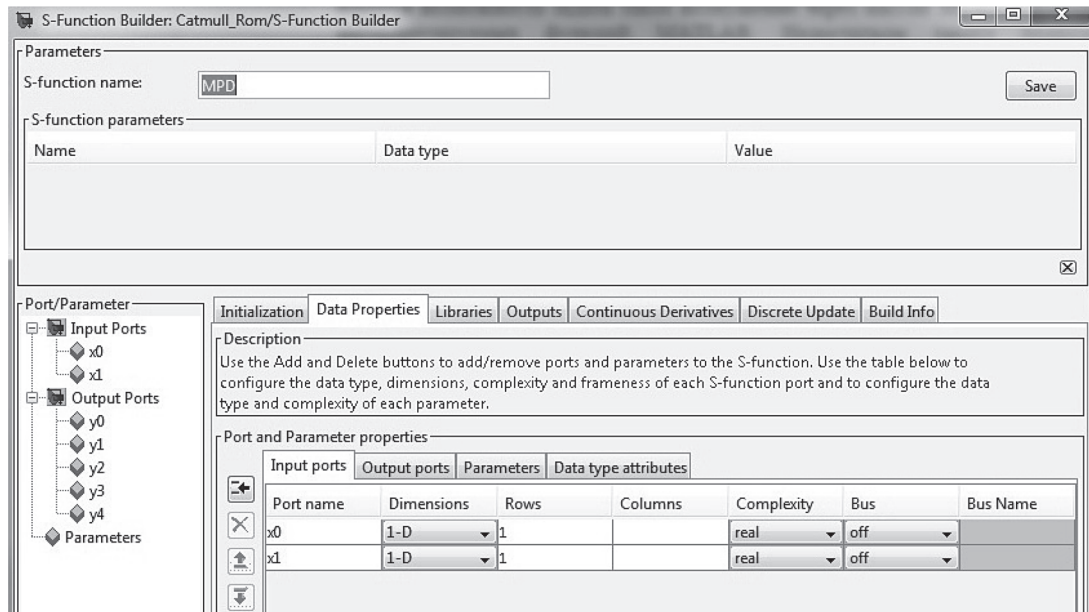 S-Function Builder: Catmull_Rom/S-Function Builder
Parameters
S-function name: MPD Save
S-function parameters
Name Data type Value
Port/Parameter
Input Ports
x0
x1
Output Ports
y0
y1
y2
y3
y4
Parameters
Initialization Data Properties Libraries Outputs Continuous Derivatives Discrete Update Build Info
Description
Use the Add and Delete buttons to add/remove ports and parameters to the S-function. Use the table below to
configure the data type, dimensions, complexity and frameness of each S-function port and to configure the data
type and complexity of each parameter.
Port and Parameter properties
Input ports Output ports Parameters Data type attributes
Port name Dimensions Rows Columns Complexity Bus Bus Name
x0 1-D 1 real off
x1 1-D 1 real off